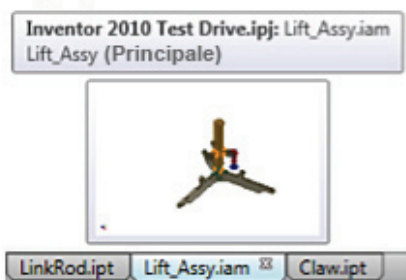 Inventor 2010 Test Drive.ipj: Lift_Assy.iam
Lift_Assy (Principale)
LinkRod.ipt Lift_Assy.iam Claw.ipt